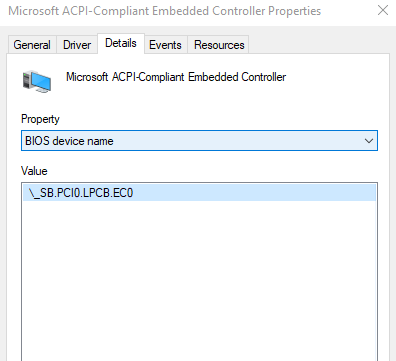 Microsoft ACPI-Compliant Embedded Controller Properties
General Driver Details Events Resources
Microsoft ACPI-Compliant Embedded Controller
Property
BIOS device name
Value
\_SB.PCI0.LPCB.EC0